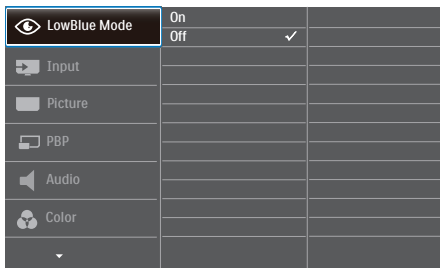 LowBlue Mode
On
Off
Input
Picture
PBP
Audio
Color